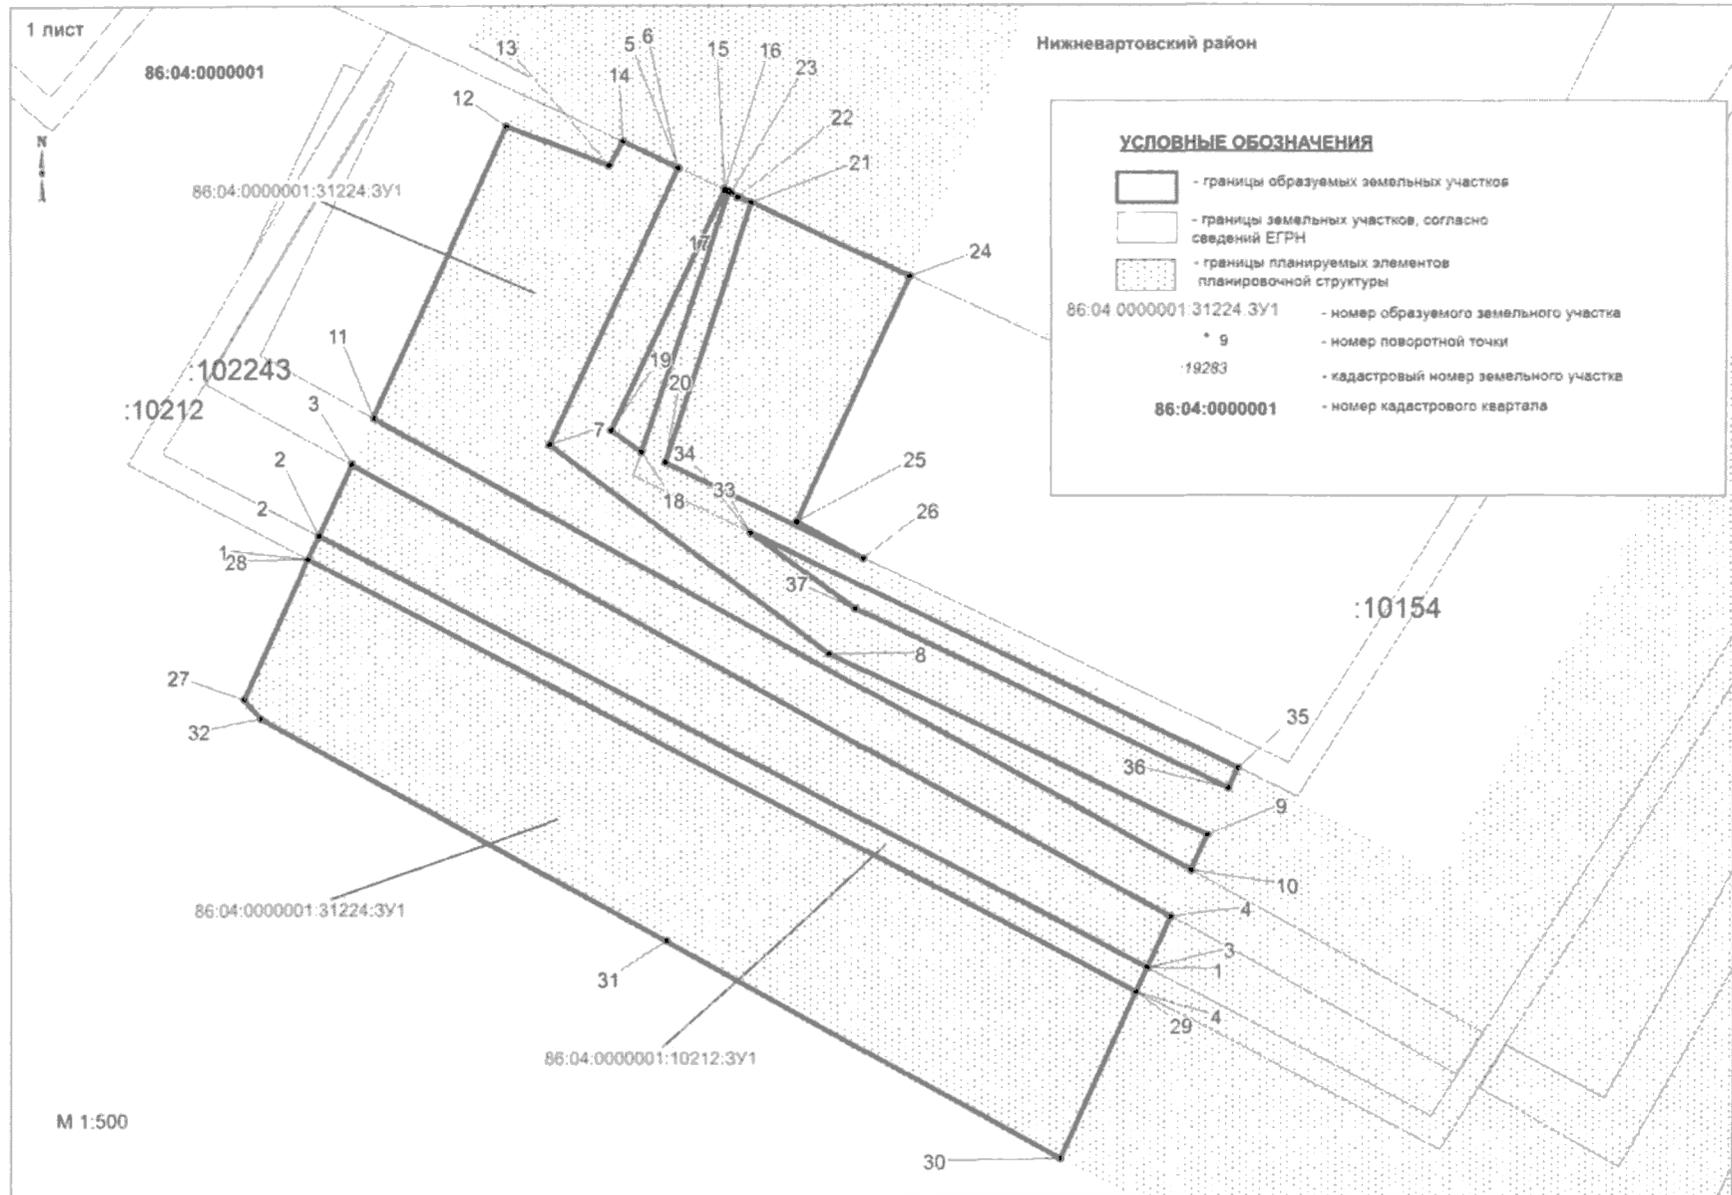 1 лист
86:04:0000001
Нижневартовский район
N
УСЛОВНЫЕ ОБОЗНАЧЕНИЯ
- границы образуемых земельных участков
- границы земельных участков, согласно
сведений ЕГРН
- границы планируемых элементов
планировочной структуры
86:04:0000001:31224:ЗУ1 - номер образуемого земельного участка
9 - номер поворотной точки
:19283 - кадастровый номер земельного участка
86:04:0000001 - номер кадастрового квартала
13
5
6
15
16
23
14
12
22
21
86:04:0000001:31224:ЗУ1
17
24
11
19
20
:102243
:10212
3
7
34
2
25
33
18
26
2
1
28
37
:10154
8
27
32
35
36
9
10
86:04:0000001:31224:ЗУ1
4
3
1
31
4
29
86:04:0000001:10212:ЗУ1
М 1:500
30